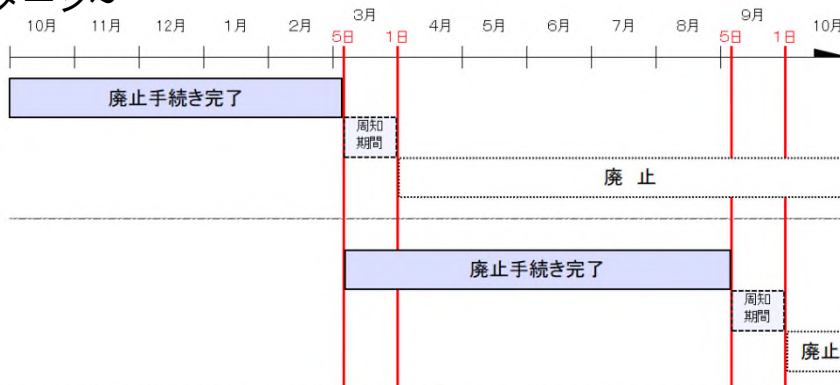 10月 11月 12月 1月 2月 3月 4月 5月 6月 7月 8月 9月 10月
5日 1日 5日 1日
廃止手続き完了
周知
期間
廃 止
廃止手続き完了
周知
期間
廃止